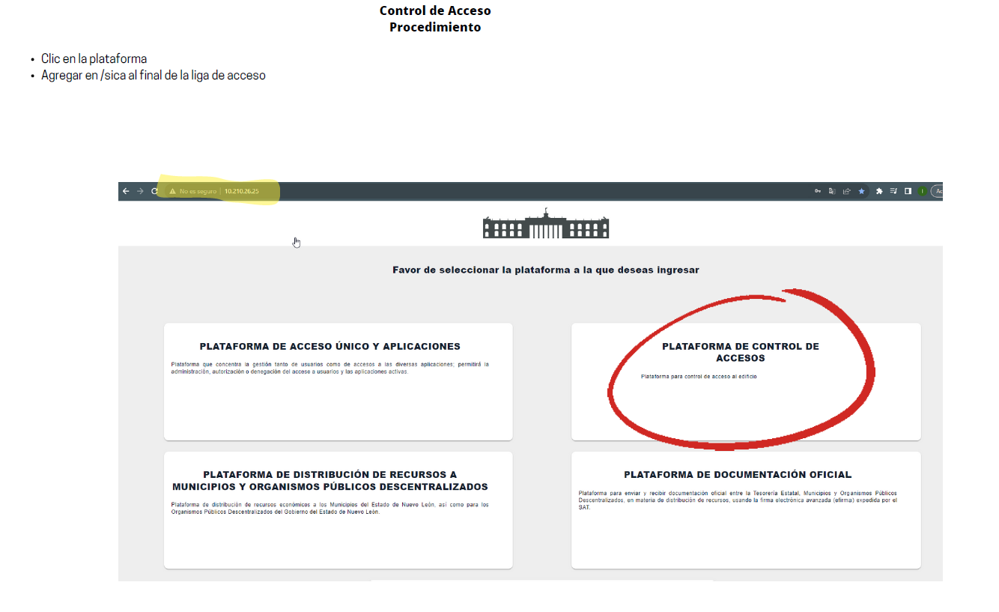 Control de Acceso
Procedimiento
• Clic en la plataforma
• Agregar en /sica al final de la liga de acceso
No es seguro | 10.210.26.25
Ac
Favor de seleccionar la plataforma a la que deseas ingresar
PLATAFORMA DE ACCESO ÚNICO Y APLICACIONES
Plataforma que concentra la gestión tanto de usuarios como de accesos a las diversas aplicaciones; permitirá la
administración, autorización o denegación del acceso a usuarios y las aplicaciones activas.
PLATAFORMA DE CONTROL DE
ACCESOS
Plataforma para control de acceso al edificio
PLATAFORMA DE DISTRIBUCIÓN DE RECURSOS A
MUNICIPIOS Y ORGANISMOS PÚBLICOS DESCENTRALIZADOS
Plataforma de distribución de recursos económicos a los Municipios del Estado de Nuevo León, así como para los
Organismos Públicos Descentralizados del Gobierno del Estado de Nuevo León.
PLATAFORMA DE DOCUMENTACIÓN OFICIAL
Plataforma para enviar y recibir documentación oficial entre la Tesorería Estatal, Municipios y Organismos Públicos
Descentralizados, en materia de distribución de recursos, usando la firma electrónica avanzada (efirma) expedida por el
SAT.